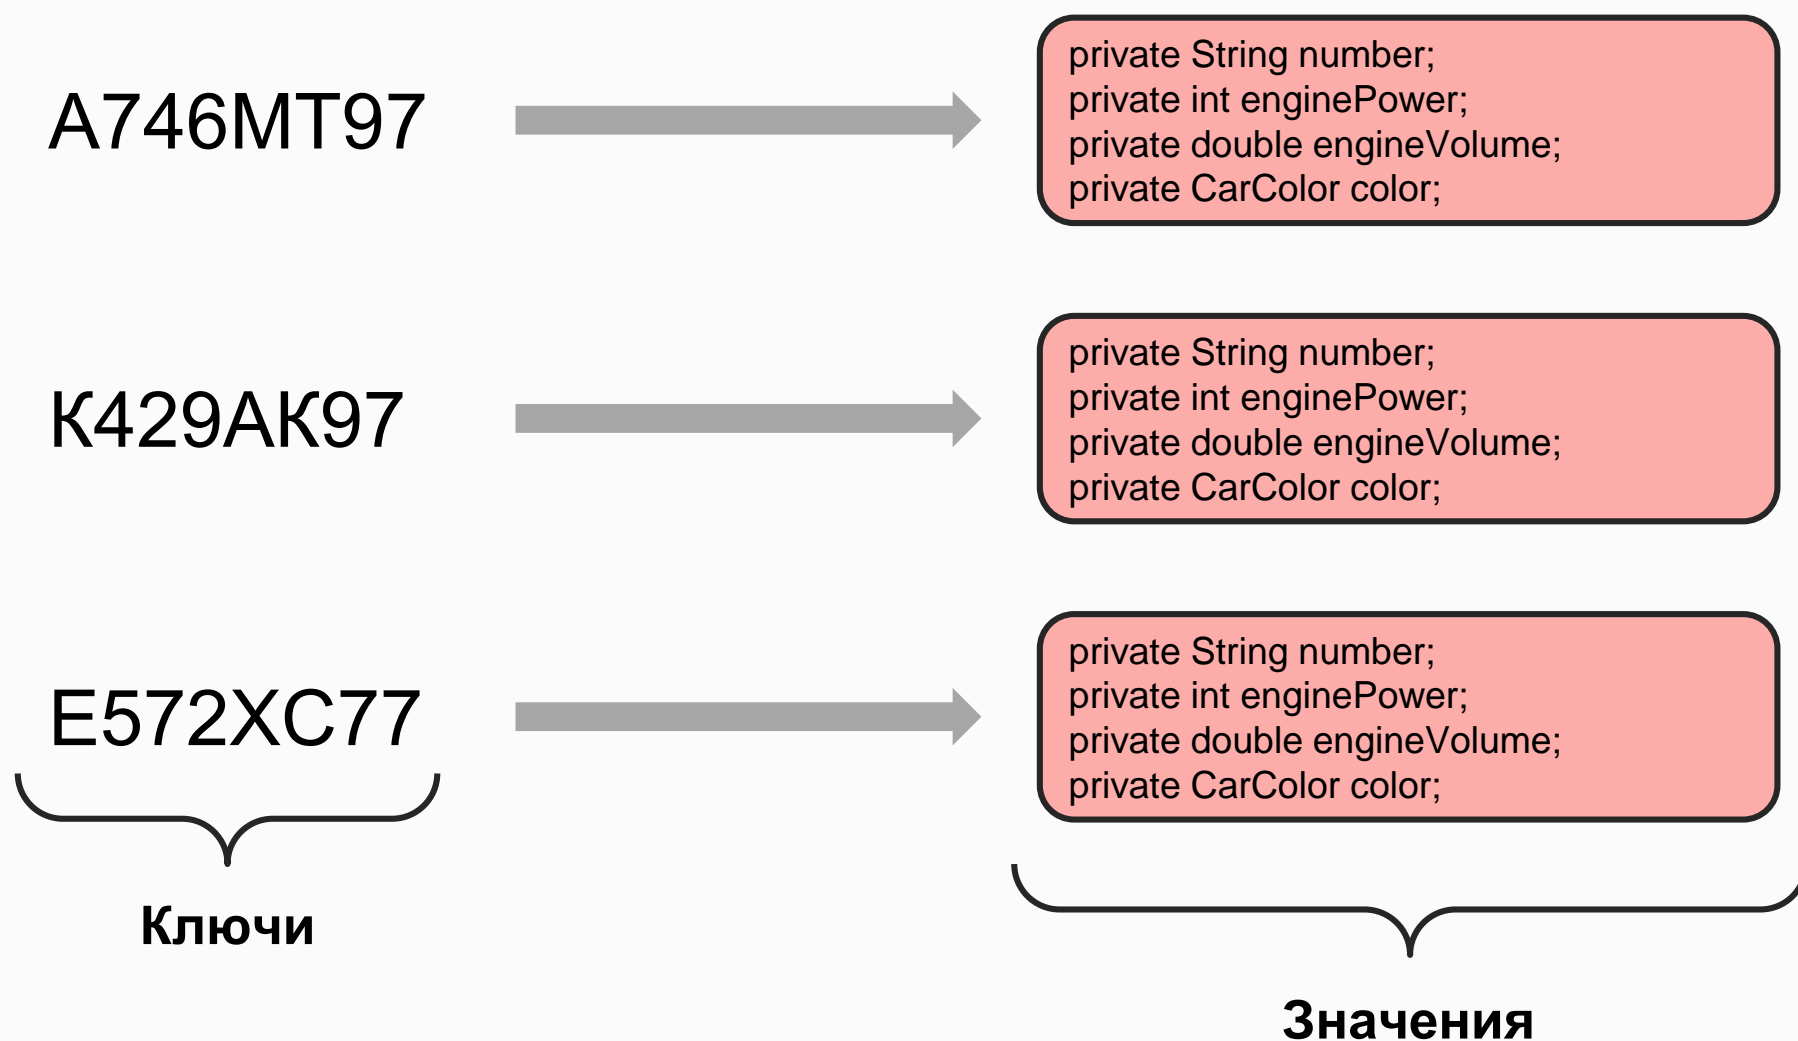 А746МТ97
private String number;
private int enginePower;
private double engineVolume;
private CarColor color;
К429АК97
private String number;
private int enginePower;
private double engineVolume;
private CarColor color;
Е572ХС77
private String number;
private int enginePower;
private double engineVolume;
private CarColor color;
Ключи
Значения